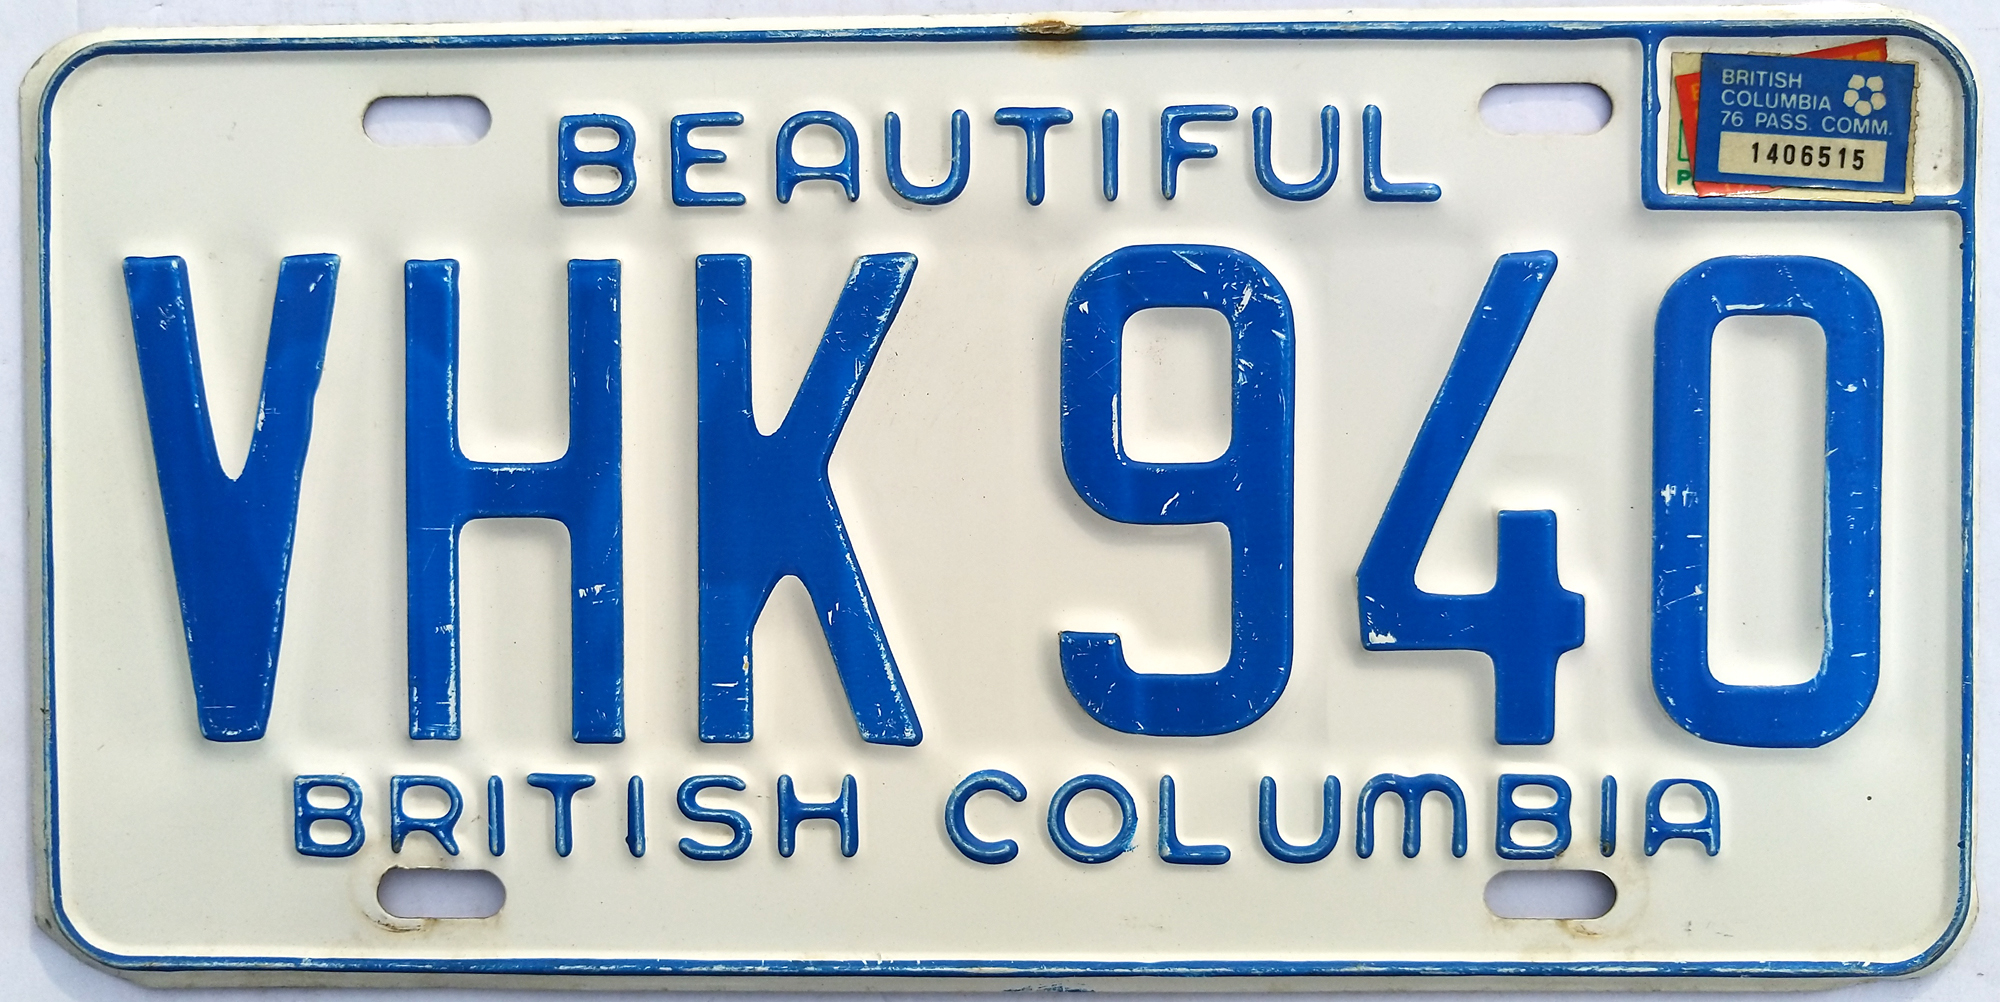 BEAUTIFUL
BRITISH
COLUMBIA
76 PASS. COMM.
1406515
VHK 940
BRITISH COLUMBIA